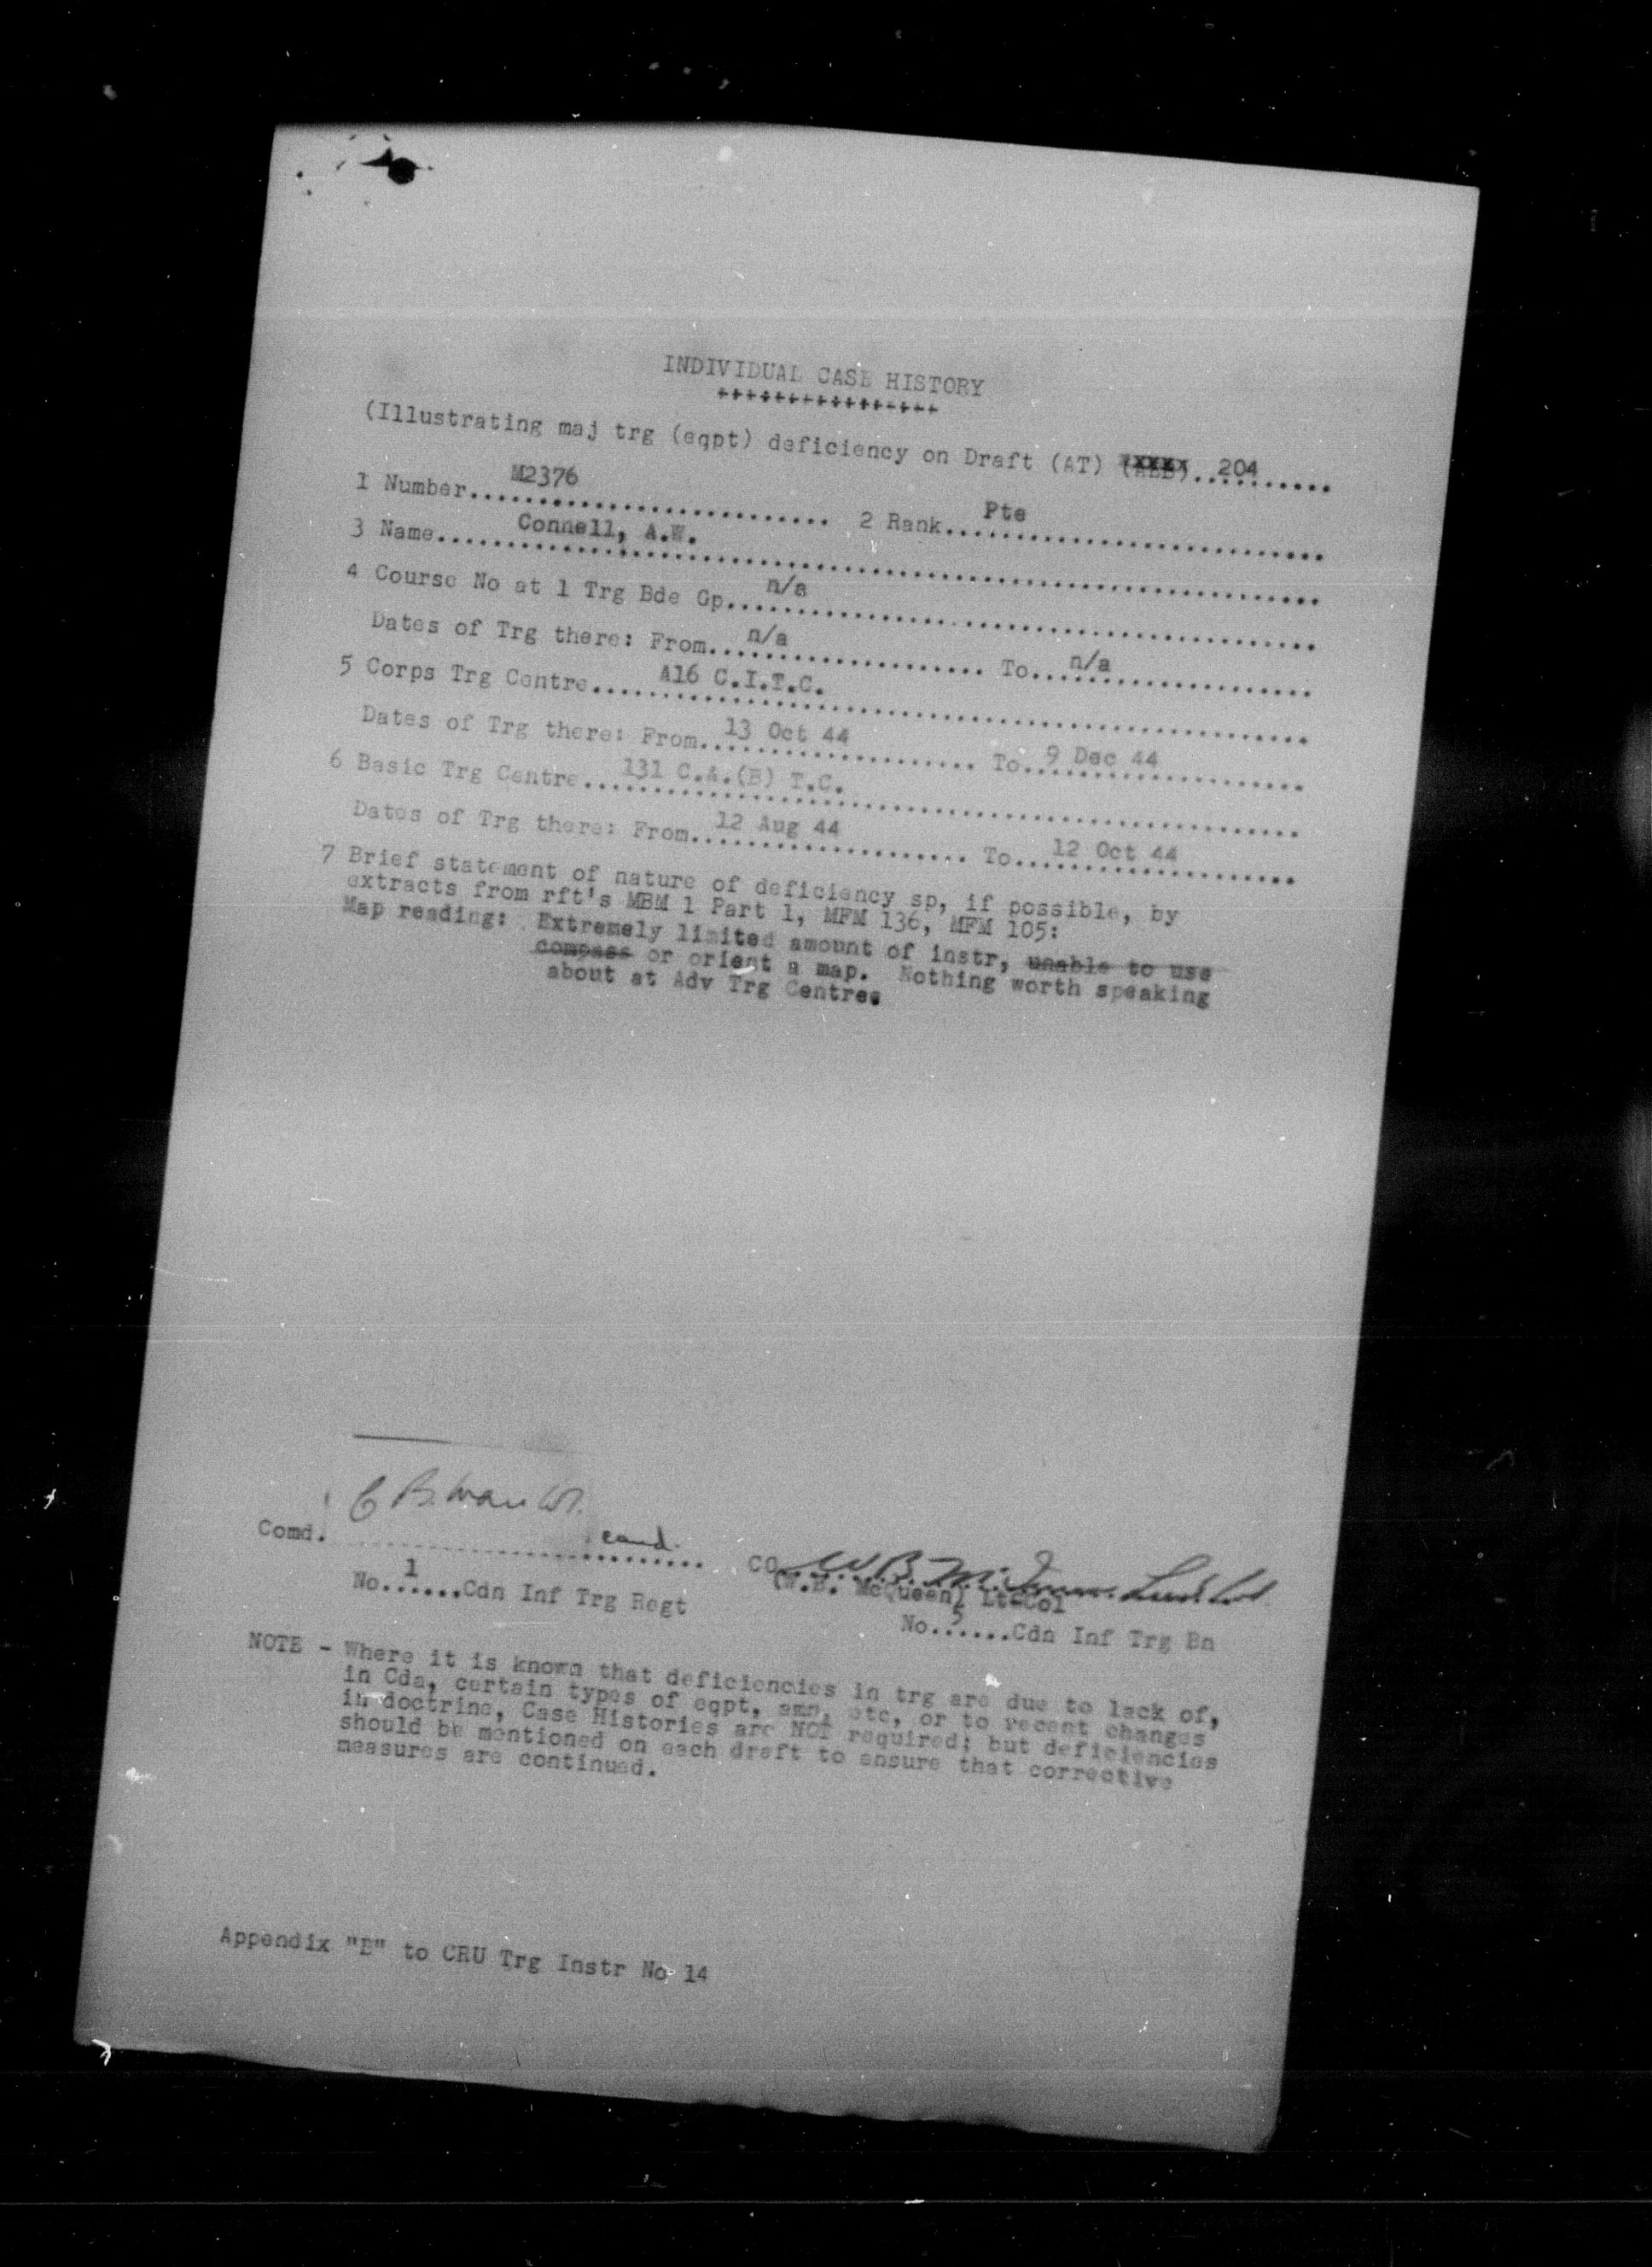 INDIVIDUAL CASE HISTORY
++++++++++++++++
(Illustrating maj trg (eqpt) deficiency on Draft (AT) 204
1 Number M2376 2 Rank Pte
3 Name Connell, A.W.
4 Course No at 1 Trg Bde Gp n/a
Dates of Trg there: From n/a To n/a
5 Corps Trg Centre A16 C.I.T.C.
Dates of Trg there: From 13 Oct 44 To 9 Dec 44
6 Basic Trg Centre 131 C.A.(B) T.C.
Dates of Trg there: From 12 Aug 44 To 12 Oct 44
7 Brief statement of nature of deficiency sp, if possible, by
extracts from rft's MBM 1 Part 1, MFM 136, MFM 105:
Map reading: Extremely limited amount of instr, unable to use
compass or orient a map. Nothing worth speaking
about at Adv Trg Centre.
Comd.
CO
(W.B. McQueen) Lt-Col
No 1 Cdn Inf Trg Regt
No 5 Cdn Inf Trg Bn
NOTE - Where it is known that deficiencies in trg are due to lack of,
in Cda, certain types of eqpt, amn, etc, or to recent changes
in doctrine, Case Histories are NOT required; but deficiencies
should be mentioned on each draft to ensure that corrective
measures are continued.
Appendix "E" to CRU Trg Instr No 14